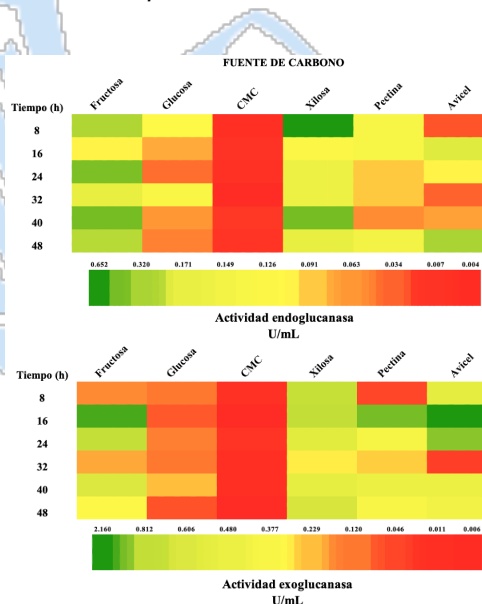 FUENTE DE CARBONO
Tiempo (h) Fructosa Glucosa CMC Xilosa Pectina Avicel
8
16
24
32
40
48
0.652 0.320 0.171 0.149 0.126 0.091 0.063 0.034 0.007 0.004
Actividad endoglucanasa
U/mL
Tiempo (h) Fructosa Glucosa CMC Xilosa Pectina Avicel
8
16
24
32
40
48
2.160 0.812 0.606 0.480 0.377 0.229 0.120 0.046 0.011 0.006
Actividad exoglucanasa
U/mL